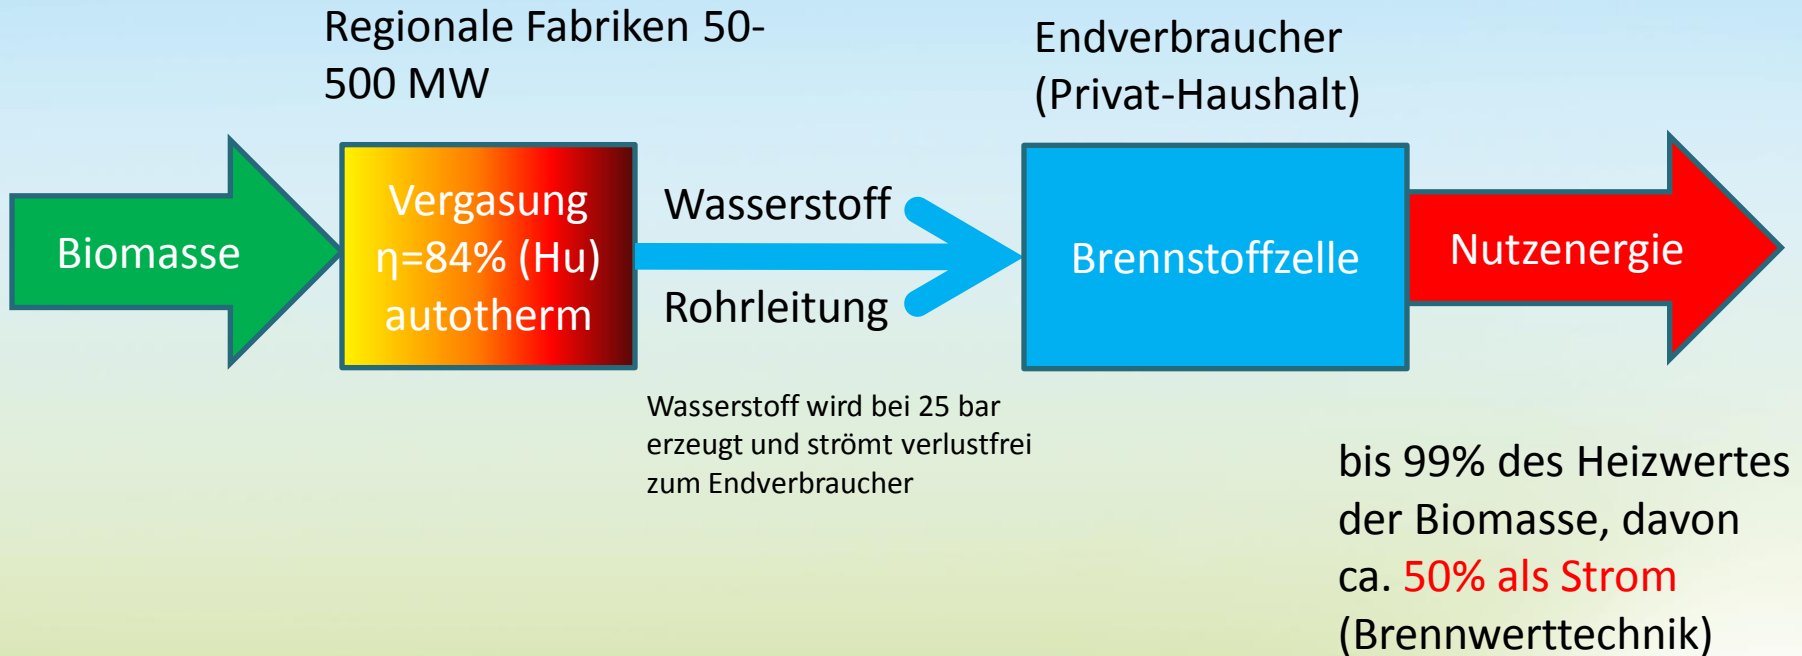 Regionale Fabriken 50-
500 MW
Endverbraucher
(Privat-Haushalt)
Biomasse
Vergasung
η=84% (Hu)
autotherm
Wasserstoff
Rohrleitung
Brennstoffzelle
Nutzenergie
Wasserstoff wird bei 25 bar
erzeugt und strömt verlustfrei
zum Endverbraucher
bis 99% des Heizwertes
der Biomasse, davon
ca. 50% als Strom
(Brennwerttechnik)